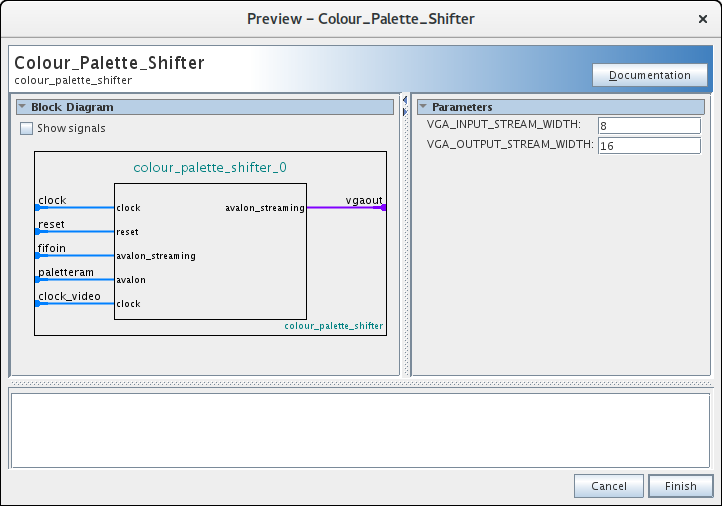 Preview – Colour_Palette_Shifter
×
Colour_Palette_Shifter
colour_palette_shifter
Documentation
Block Diagram
Show signals
colour_palette_shifter_0
clock
clock
avalon_streaming
vgaout
reset
reset
fifoin
avalon_streaming
paletteram
avalon
clock_video
clock
colour_palette_shifter
Parameters
VGA_INPUT_STREAM_WIDTH: 8
VGA_OUTPUT_STREAM_WIDTH: 16
Cancel
Finish